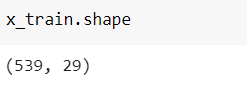 x_train.shape
(539, 29)